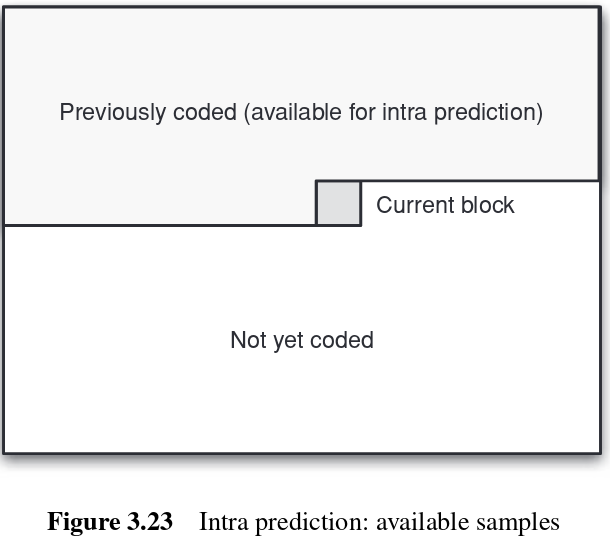 Previously coded (available for intra prediction)
Current block
Not yet coded
Figure 3.23 Intra prediction: available samples